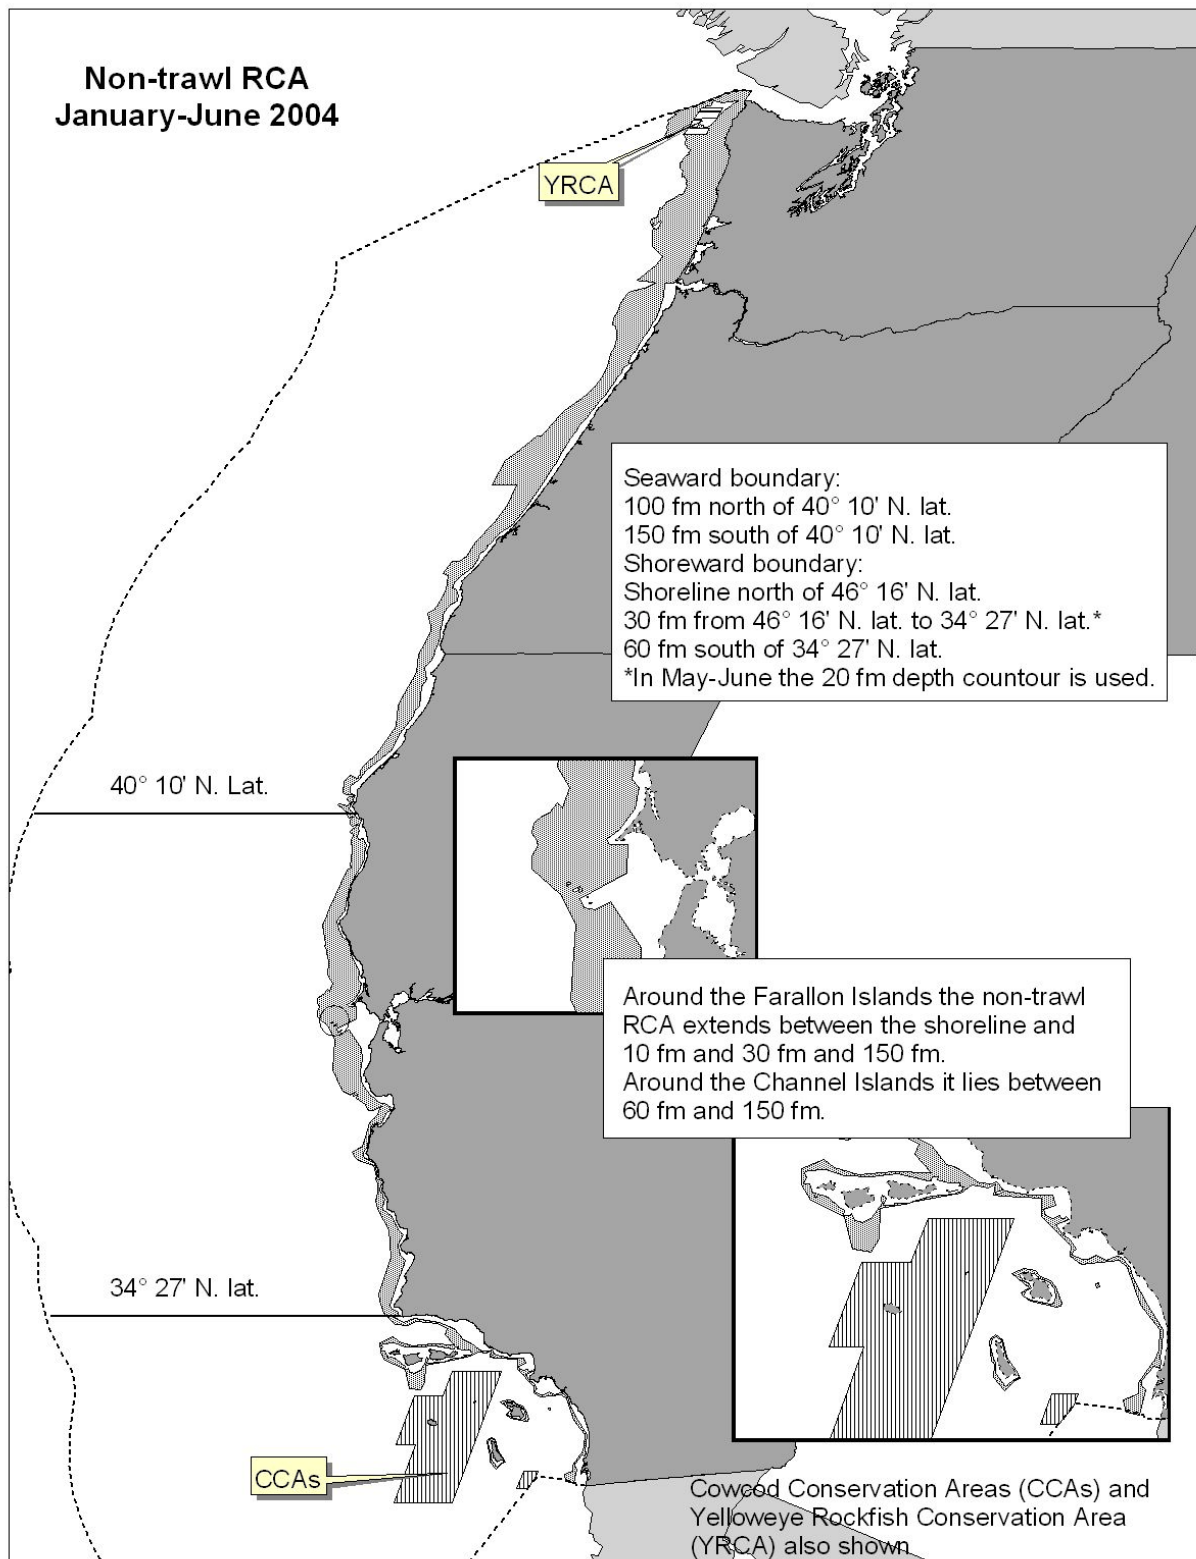 Non-trawl RCA
January-June 2004
YRCA
Seaward boundary:
100 fm north of 40° 10' N. lat.
150 fm south of 40° 10' N. lat.
Shoreward boundary:
Shoreline north of 46° 16' N. lat.
30 fm from 46° 16' N. lat. to 34° 27' N. lat.*
60 fm south of 34° 27' N. lat.
*In May-June the 20 fm depth countour is used.
40° 10' N. Lat.
Around the Farallon Islands the non-trawl
RCA extends between the shoreline and
10 fm and 30 fm and 150 fm.
Around the Channel Islands it lies between
60 fm and 150 fm.
34° 27' N. lat.
CCAs
Cowcod Conservation Areas (CCAs) and
Yelloweye Rockfish Conservation Area
(YRCA) also shown